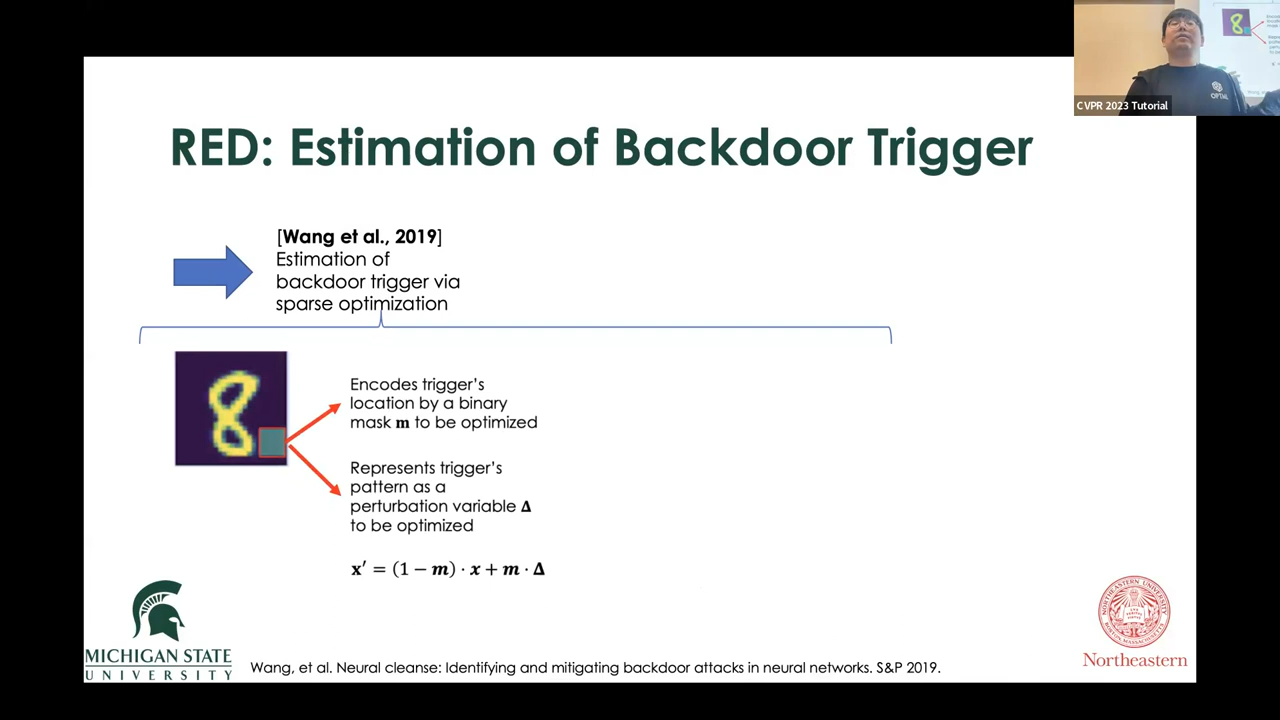 CVPR 2023 Tutorial
RED: Estimation of Backdoor Trigger
[Wang et al., 2019]
Estimation of
backdoor trigger via
sparse optimization
Encodes trigger's
location by a binary
mask m to be optimized
Represents trigger's
pattern as a
perturbation variable Δ
to be optimized
x′ = (1 − m) · x + m · Δ
MICHIGAN STATE
UNIVERSITY
Wang, et al. Neural cleanse: Identifying and mitigating backdoor attacks in neural networks. S&P 2019.
Northeastern